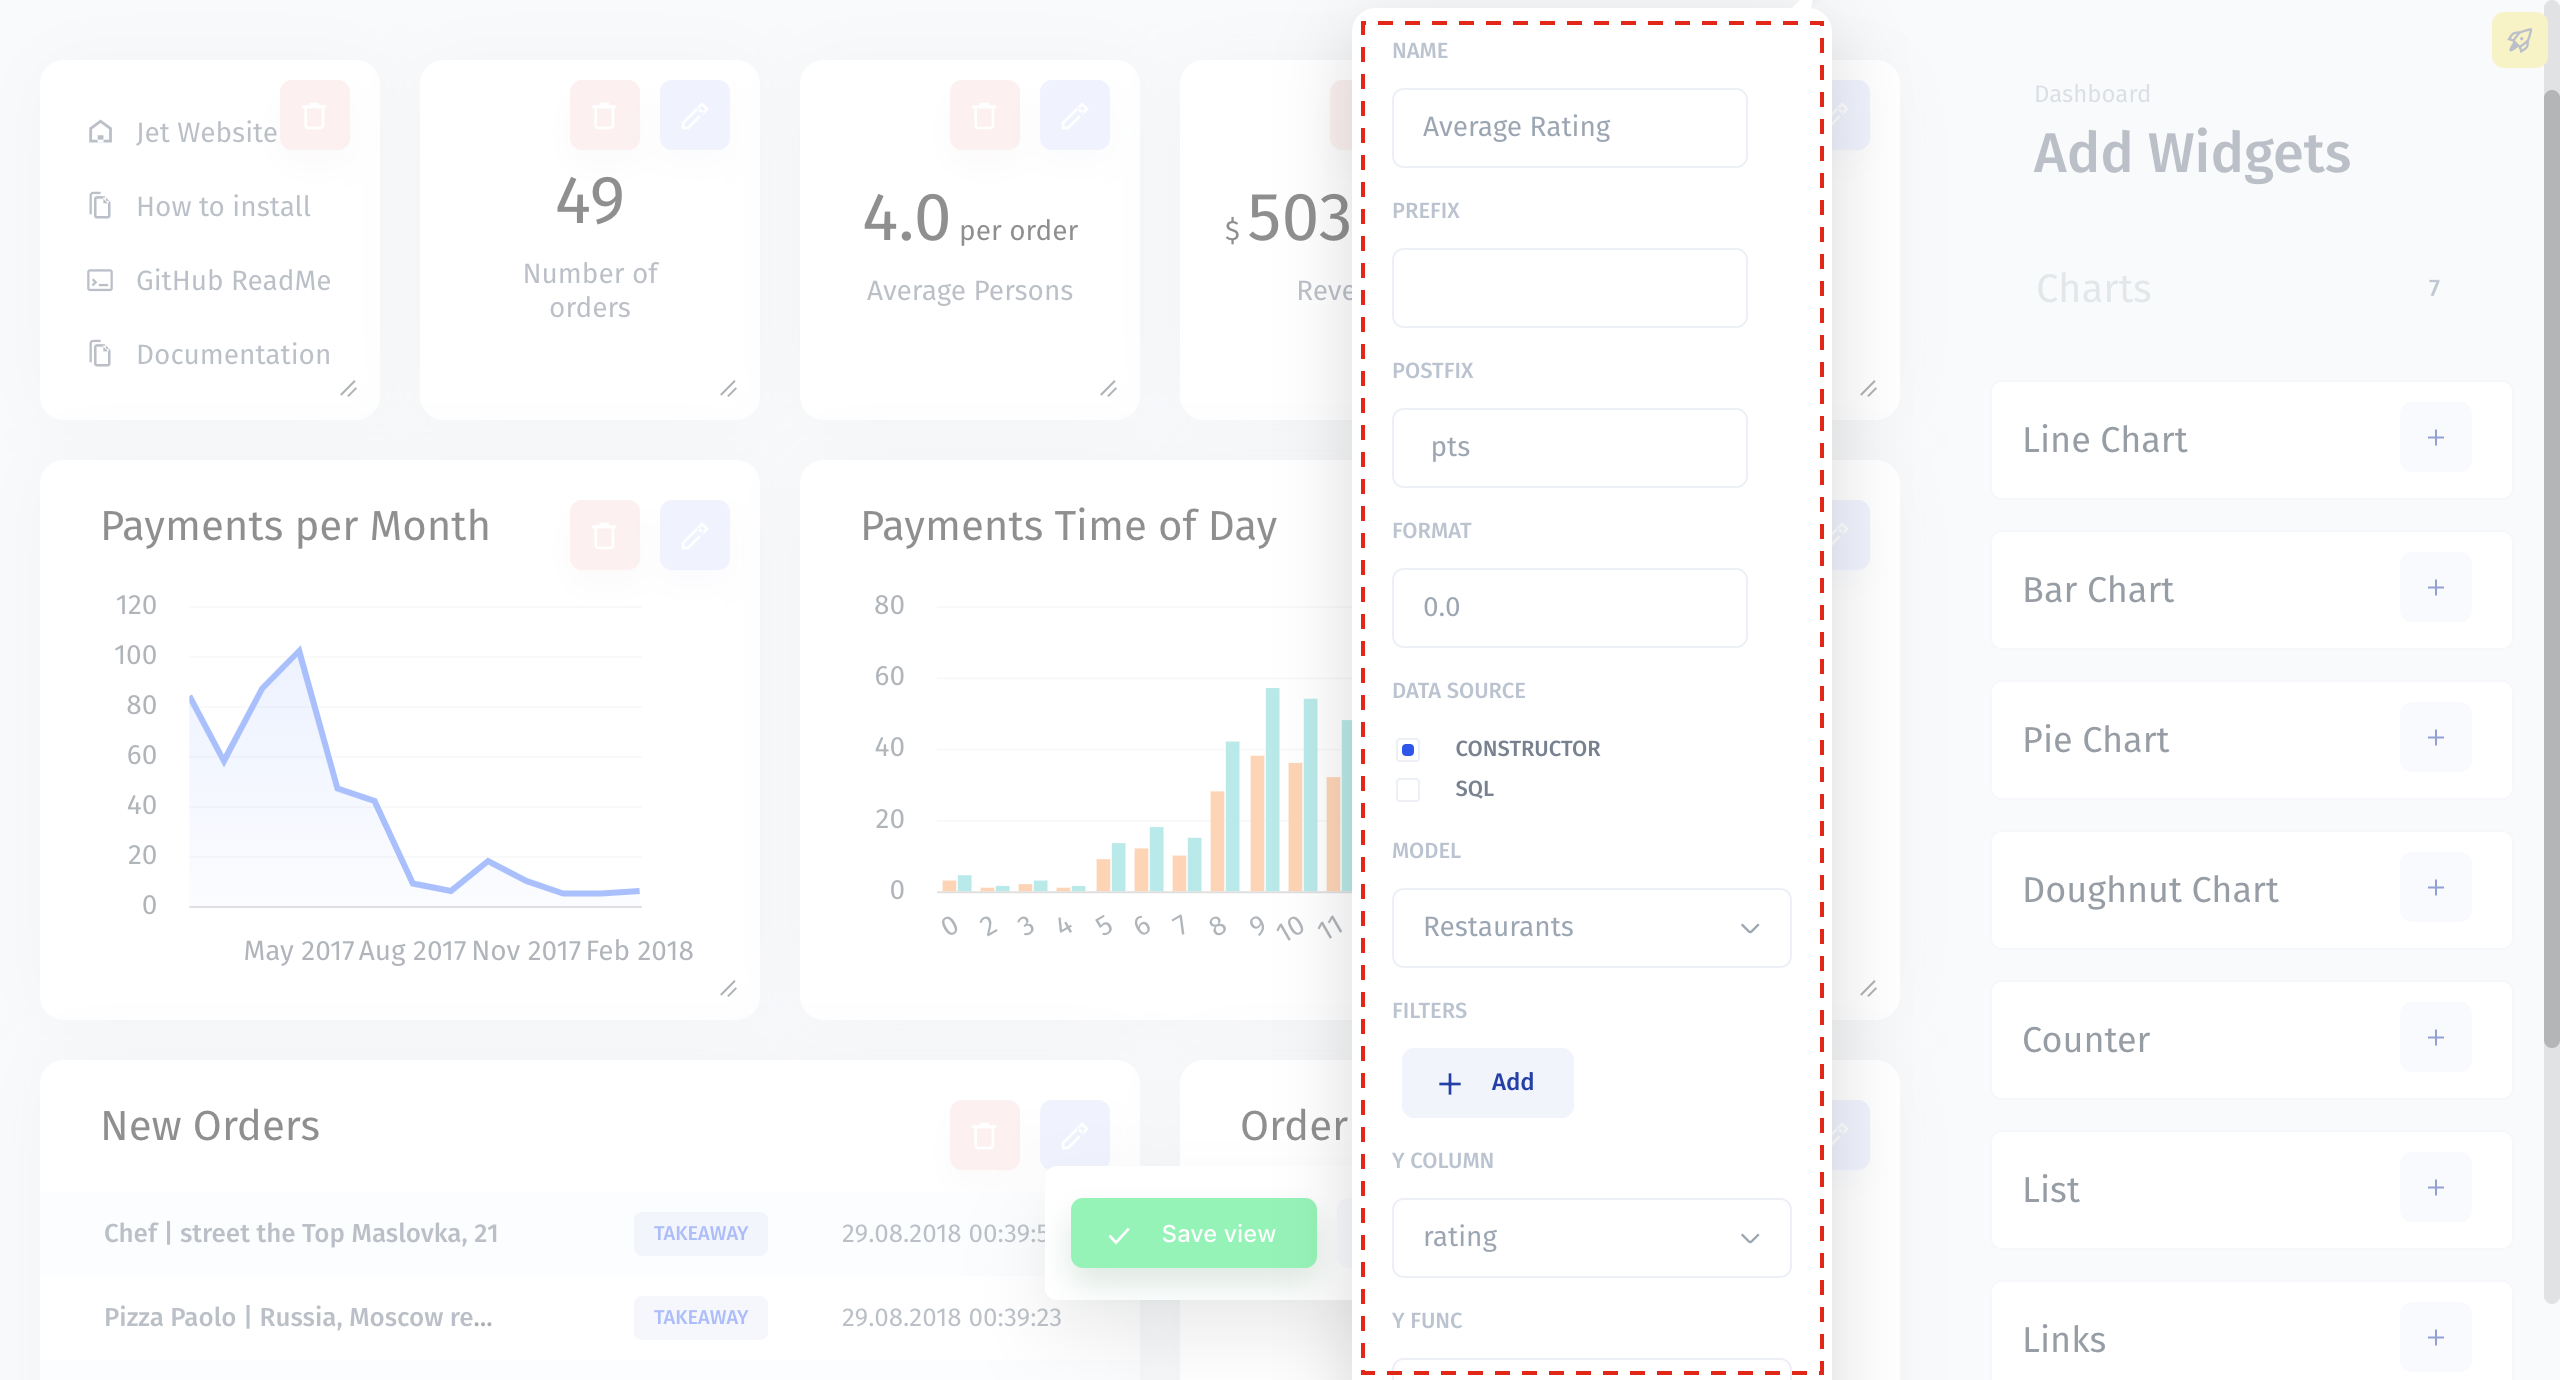 Jet Website
How to install
GitHub ReadMe
Documentation
49
Number of
orders
4.0 per order
Average Persons
$ 503
Reve
Payments per Month
120
100
80
60
40
20
0
May 2017 Aug 2017 Nov 2017 Feb 2018
Payments Time of Day
80
60
40
20
0
0 2 3 4 5 6 7 8 9 10 11
New Orders
Chef | street the Top Maslovka, 21 TAKEAWAY 29.08.2018 00:39:5
Pizza Paolo | Russia, Moscow re... TAKEAWAY 29.08.2018 00:39:23
Order
Save view
NAME
Average Rating
PREFIX
POSTFIX
pts
FORMAT
0.0
DATA SOURCE
CONSTRUCTOR
SQL
MODEL
Restaurants
FILTERS
+ Add
Y COLUMN
rating
Y FUNC
Dashboard
Add Widgets
Charts 7
Line Chart +
Bar Chart +
Pie Chart +
Doughnut Chart +
Counter +
List +
Links +